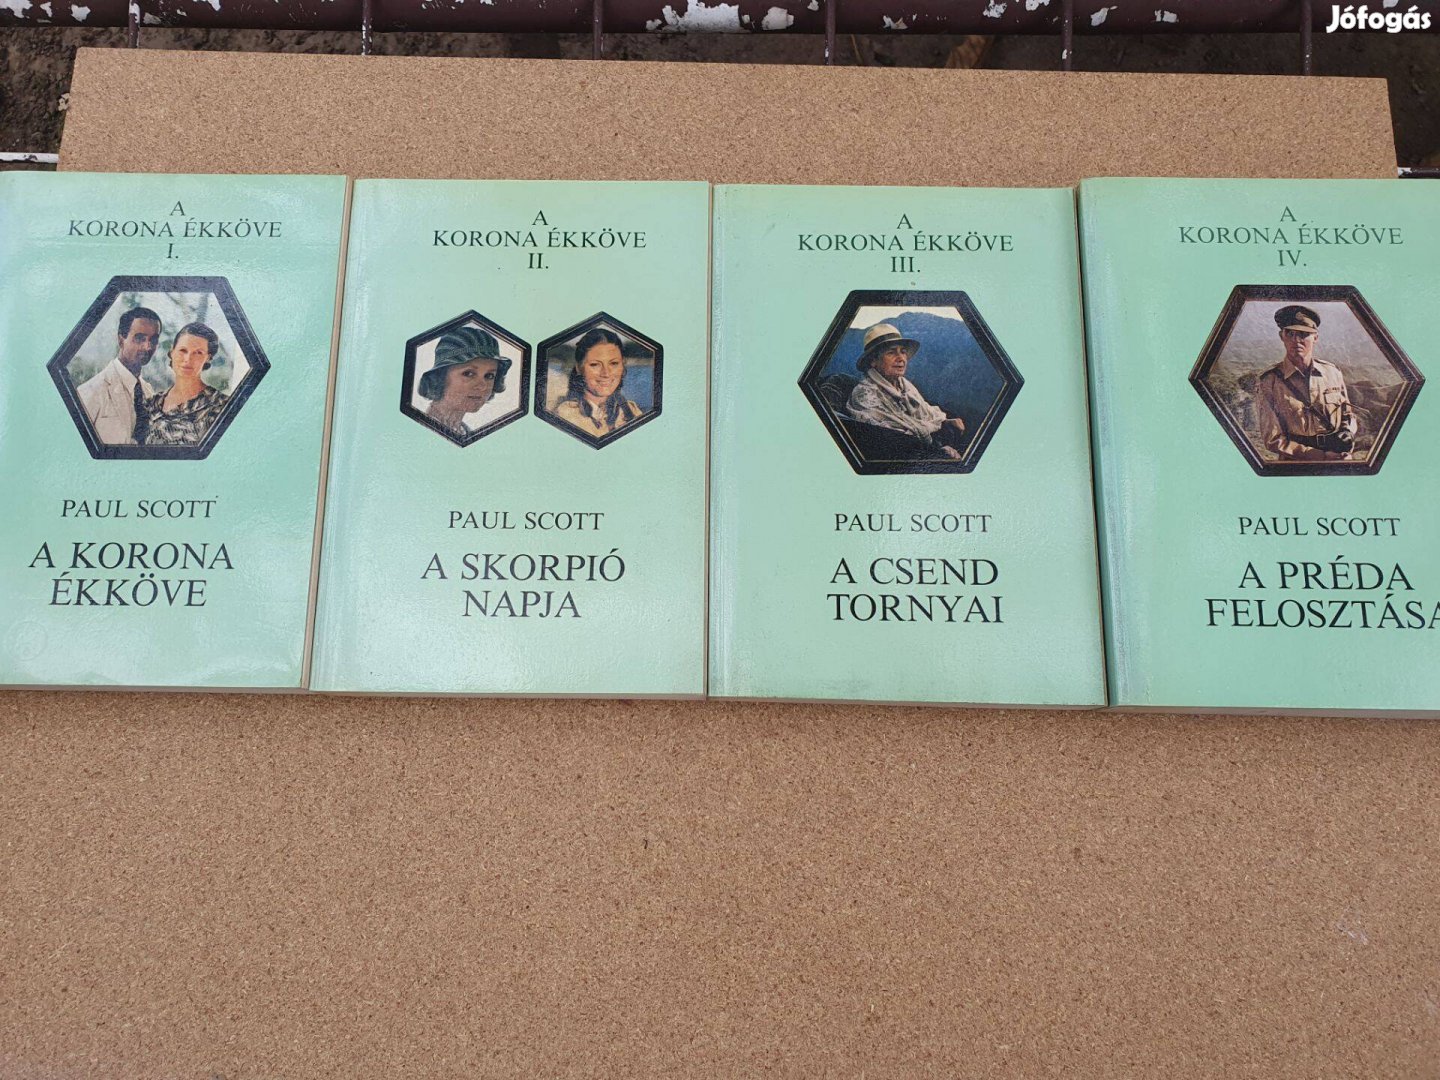 Jófogás
A
KORONA ÉKKÖVE
I.
PAUL SCOTT
A KORONA
ÉKKÖVE
A
KORONA ÉKKÖVE
II.
PAUL SCOTT
A SKORPIÓ
NAPJA
A
KORONA ÉKKÖVE
III.
PAUL SCOTT
A CSEND
TORNYAI
A
KORONA ÉKKÖVE
IV.
PAUL SCOTT
A PRÉDA
FELOSZTÁSA